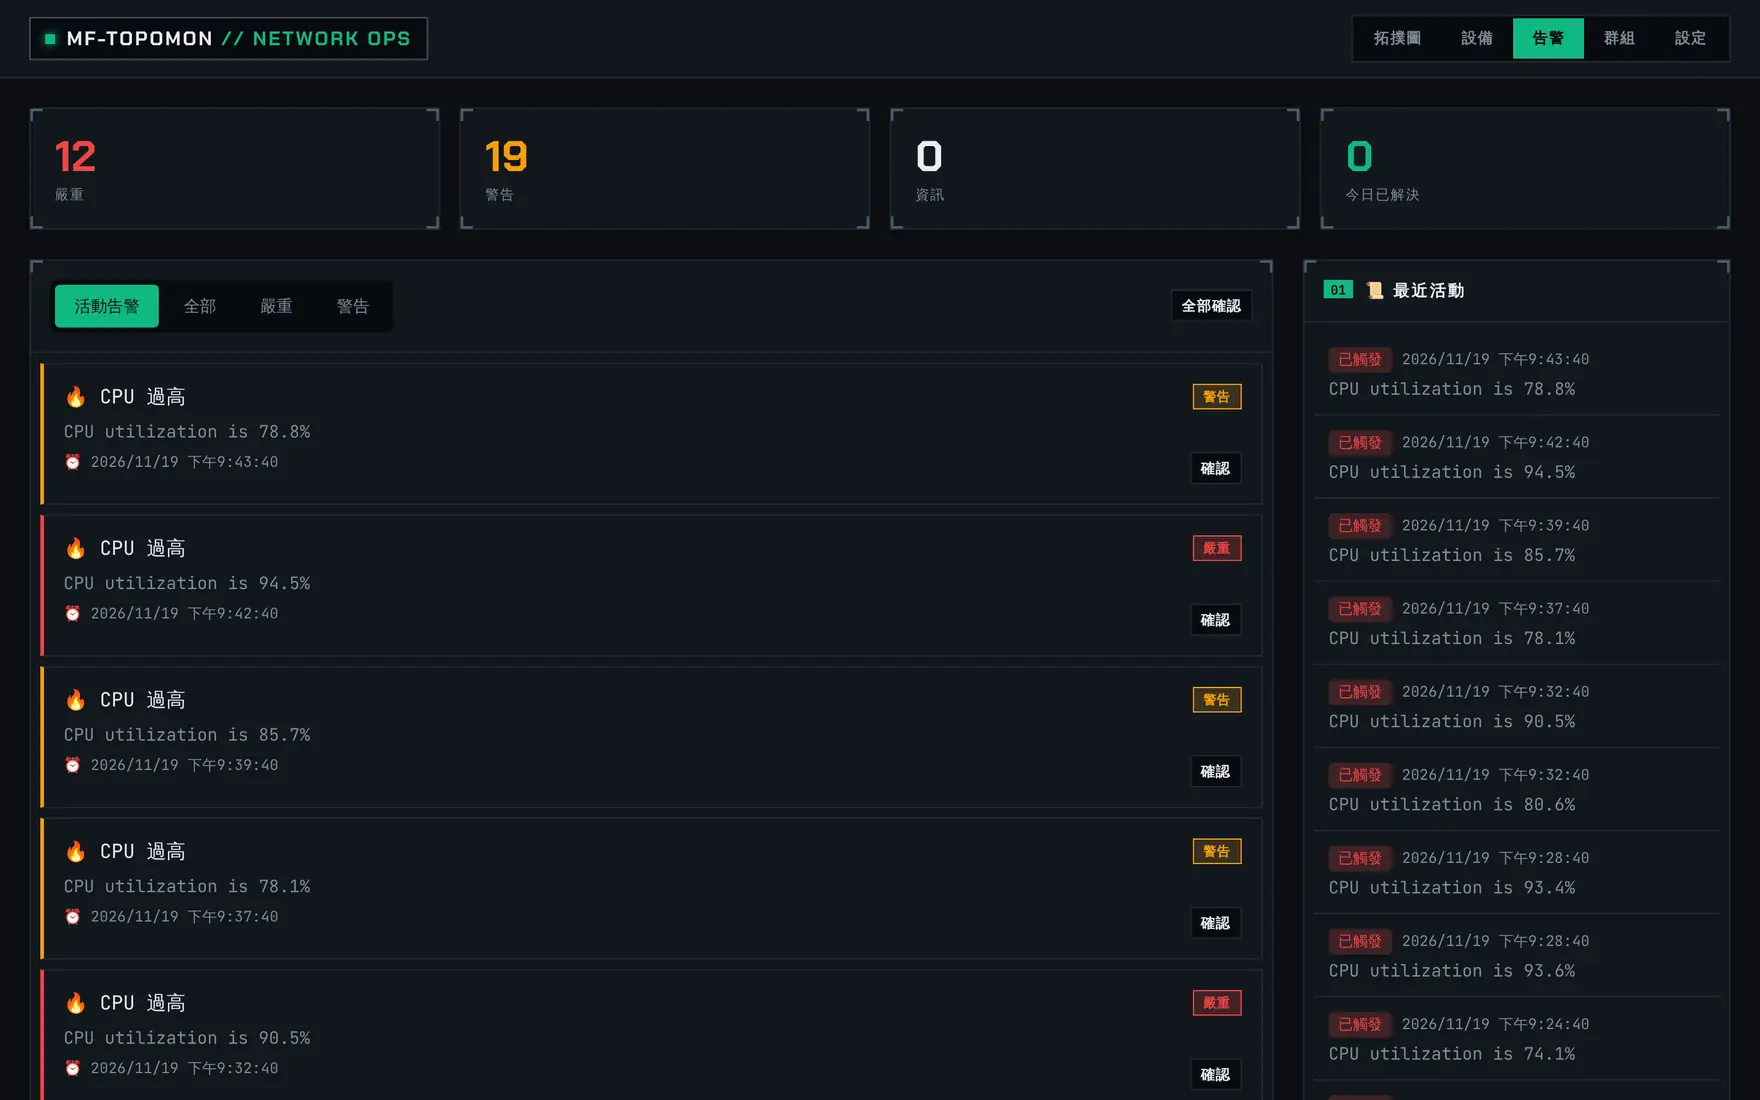 MF-TOPOMON // NETWORK OPS
拓撲圖 設備 告警 群組 設定
12
嚴重
19
警告
0
資訊
0
今日已解決
活動告警 全部 嚴重 警告
全部確認
CPU 過高
警告
CPU utilization is 78.8%
2026/11/19 下午9:43:40
確認
CPU 過高
嚴重
CPU utilization is 94.5%
2026/11/19 下午9:42:40
確認
CPU 過高
警告
CPU utilization is 85.7%
2026/11/19 下午9:39:40
確認
CPU 過高
警告
CPU utilization is 78.1%
2026/11/19 下午9:37:40
確認
CPU 過高
嚴重
CPU utilization is 90.5%
2026/11/19 下午9:32:40
確認
01 最近活動
已觸發 2026/11/19 下午9:43:40
CPU utilization is 78.8%
已觸發 2026/11/19 下午9:42:40
CPU utilization is 94.5%
已觸發 2026/11/19 下午9:39:40
CPU utilization is 85.7%
已觸發 2026/11/19 下午9:37:40
CPU utilization is 78.1%
已觸發 2026/11/19 下午9:32:40
CPU utilization is 90.5%
已觸發 2026/11/19 下午9:32:40
CPU utilization is 80.6%
已觸發 2026/11/19 下午9:28:40
CPU utilization is 93.4%
已觸發 2026/11/19 下午9:28:40
CPU utilization is 93.6%
已觸發 2026/11/19 下午9:24:40
CPU utilization is 74.1%